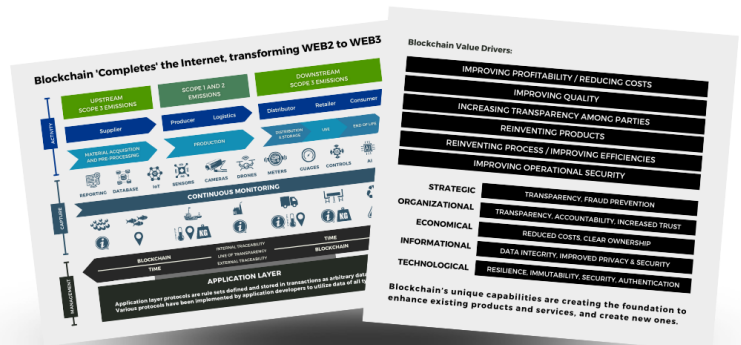 Blockchain 'Completes' the Internet, transforming WEB2 to WEB3
UPSTREAM
SCOPE 3 EMISSIONS
SCOPE 1 AND 2
EMISSIONS
DOWNSTREAM
SCOPE 3 EMISSIONS
ACTIVITY
Supplier
Producer
Logistics
Distributor
Retailer
Consumer
MATERIAL ACQUISITION
AND PRE-PROCESSING
PRODUCTION
DISTRIBUTION
& STORAGE
USE
END OF LIFE
REPORTING
DATABASE
IoT
SENSORS
CAMERAS
DRONES
METERS
GUAGES
CONTROLS
AI
CAPTURE
CONTINUOUS MONITORING
KG
KG
BLOCKCHAIN
TIME
INTERNAL TRACEABILITY
LINE OF TRANSPARENCY
EXTERNAL TRACEABILITY
TIME
BLOCKCHAIN
MANAGEMENT
APPLICATION LAYER
Application layer protocols are rule sets defined and stored in transactions as arbitrary data
Various protocols have been implemented by application developers to utilize data of all
Blockchain Value Drivers:
IMPROVING PROFITABILITY / REDUCING COSTS
IMPROVING QUALITY
INCREASING TRANSPARENCY AMONG PARTIES
REINVENTING PRODUCTS
REINVENTING PROCESS / IMPROVING EFFICIENCIES
IMPROVING OPERATIONAL SECURITY
STRATEGIC TRANSPARENCY, FRAUD PREVENTION
ORGANIZATIONAL TRANSPARENCY, ACCOUNTABILITY, INCREASED TRUST
ECONOMICAL REDUCED COSTS, CLEAR OWNERSHIP
INFORMATIONAL DATA INTEGRITY, IMPROVED PRIVACY & SECURITY
TECHNOLOGICAL RESILIENCE, IMMUTABILITY, SECURITY, AUTHENTICATION
Blockchain's unique capabilities are creating the foundation to
enhance existing products and services, and create new ones.